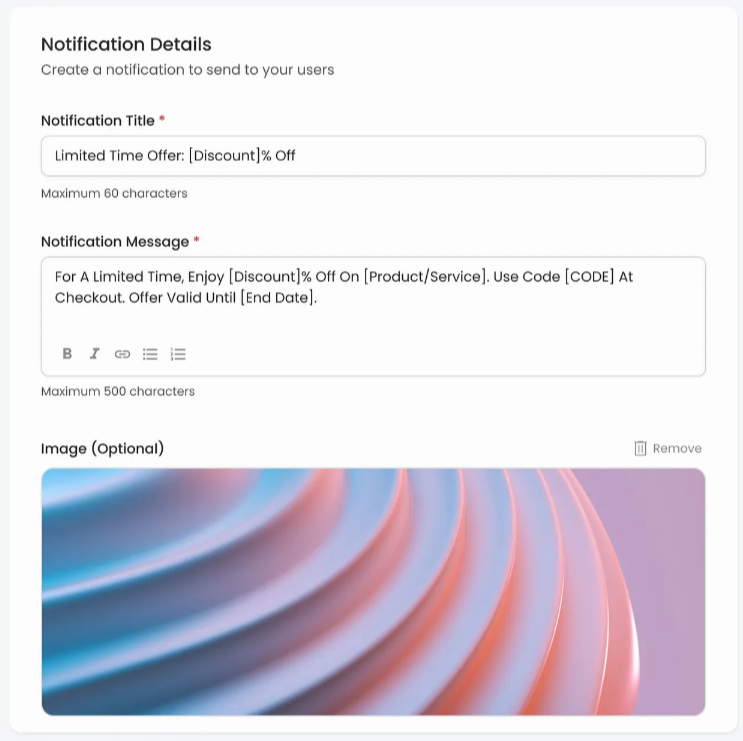 Notification Details
Create a notification to send to your users
Notification Title *
Limited Time Offer: [Discount]% Off
Maximum 60 characters
Notification Message *
For A Limited Time, Enjoy [Discount]% Off On [Product/Service]. Use Code [CODE] At
Checkout. Offer Valid Until [End Date].
B I
Maximum 500 characters
Image (Optional)
Remove